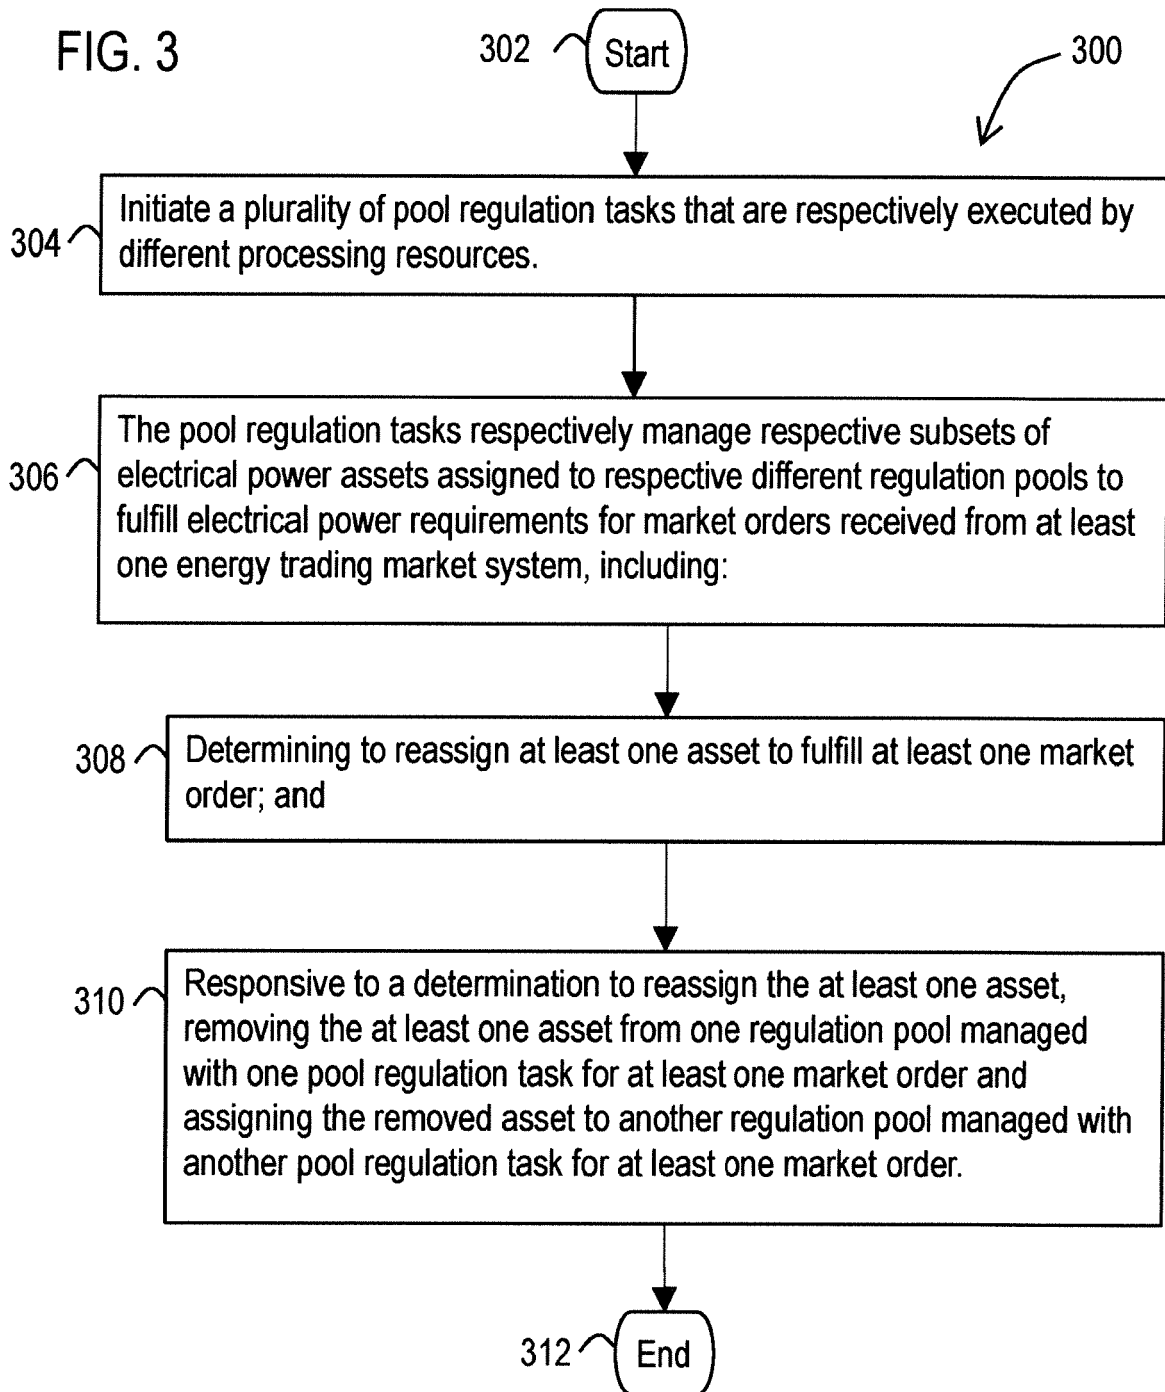 FIG. 3
302
Start
300
304
Initiate a plurality of pool regulation tasks that are respectively executed by
different processing resources.
306
The pool regulation tasks respectively manage respective subsets of
electrical power assets assigned to respective different regulation pools to
fulfill electrical power requirements for market orders received from at least
one energy trading market system, including:
308
Determining to reassign at least one asset to fulfill at least one market
order; and
310
Responsive to a determination to reassign the at least one asset,
removing the at least one asset from one regulation pool managed
with one pool regulation task for at least one market order and
assigning the removed asset to another regulation pool managed with
another pool regulation task for at least one market order.
312
End